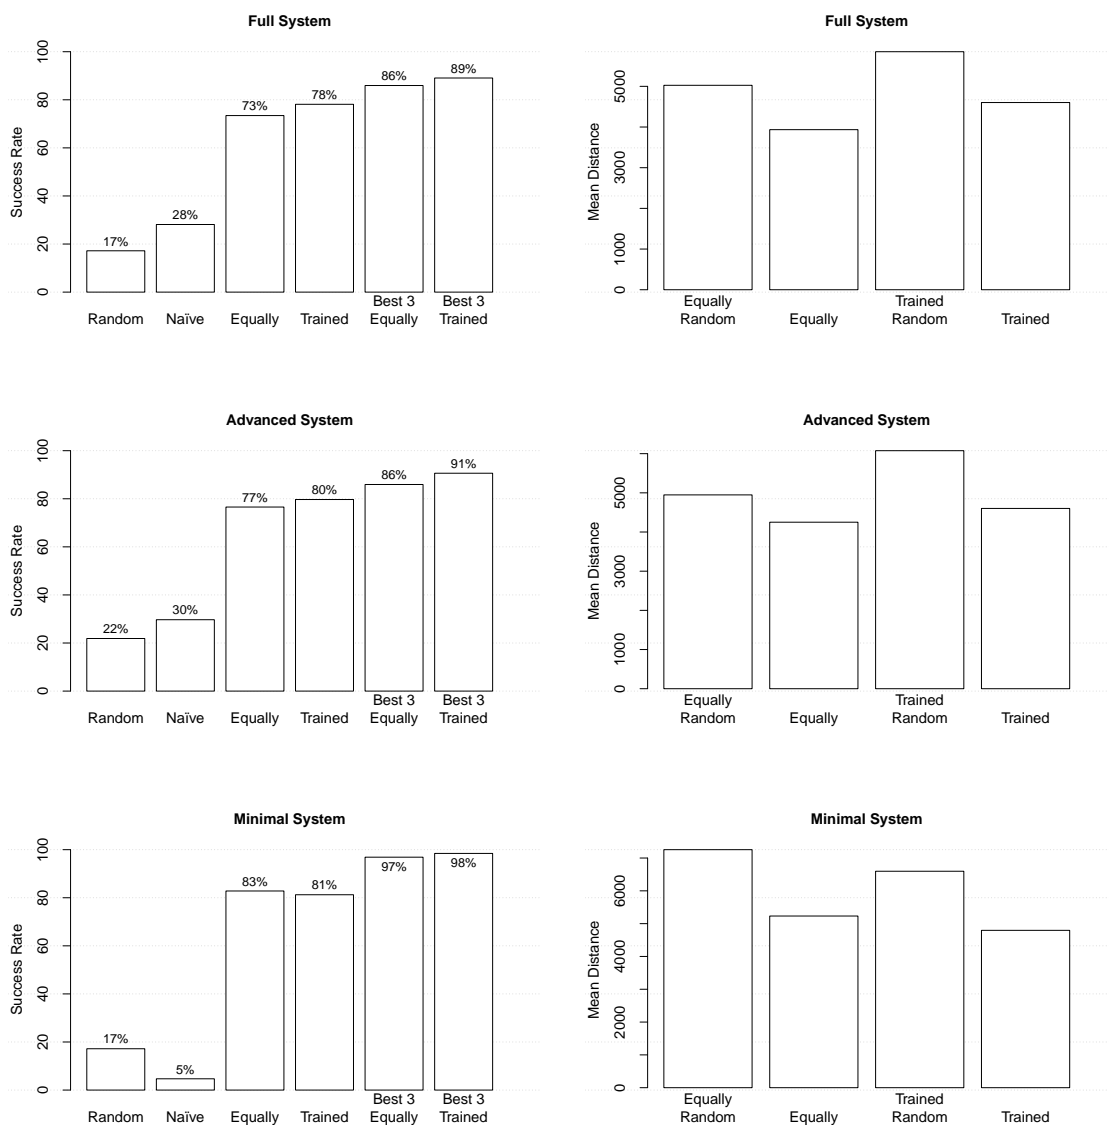 Full System
Success Rate
100
80
60
40
20
0
17%
28%
73%
78%
86%
89%
Random
Naïve
Equally
Trained
Best 3
Equally
Best 3
Trained
Full System
Mean Distance
5000
3000
1000
0
Equally
Random
Equally
Trained
Random
Trained
Advanced System
Success Rate
100
80
60
40
20
0
22%
30%
77%
80%
86%
91%
Random
Naïve
Equally
Trained
Best 3
Equally
Best 3
Trained
Advanced System
Mean Distance
5000
3000
1000
0
Equally
Random
Equally
Trained
Random
Trained
Minimal System
Success Rate
100
80
60
40
20
0
17%
5%
83%
81%
97%
98%
Random
Naïve
Equally
Trained
Best 3
Equally
Best 3
Trained
Minimal System
Mean Distance
6000
4000
2000
0
Equally
Random
Equally
Trained
Random
Trained